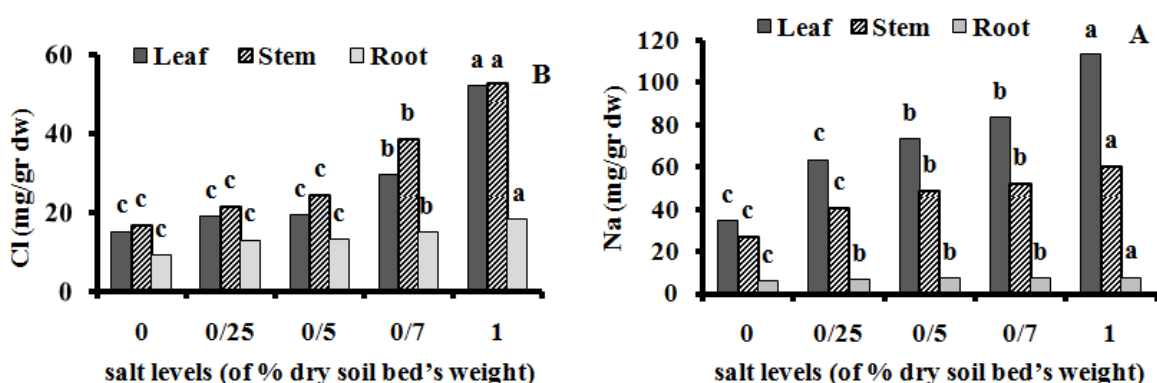 Cl (mg/gr dw)
60
40
20
0
Leaf Stem Root
B
c c c
c c c
c c c
b b b
a a a
0 0/25 0/5 0/7 1
salt levels (of % dry soil bed's weight)
Na (mg/gr dw)
120
100
80
60
40
20
0
Leaf Stem Root
A
c c c
c c b
b b b
b b b
a a a
0 0/25 0/5 0/7 1
salt levels (of % dry soil bed's weight)